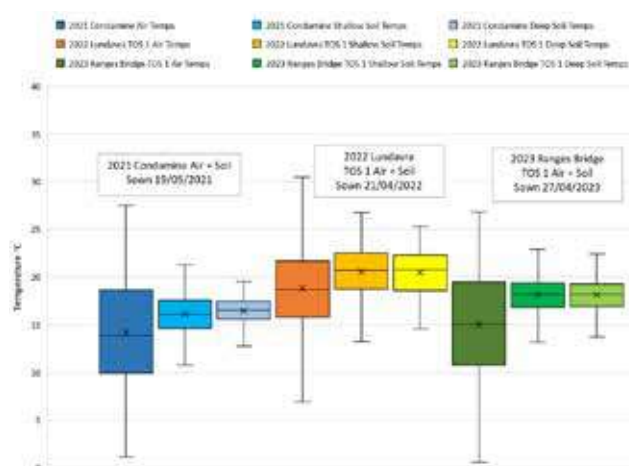 2021 Condamine Air Temps
2021 Condamine Shallow Soil Temps
2021 Condamine Deep Soil Temps
2022 Lundavra TOS 1 Air Temps
2022 Lundavra TOS 1 Shallow Soil Temps
2022 Lundavra TOS 1 Deep Soil Temps
2023 Ranges Bridge TOS 1 Air Temps
2023 Ranges Bridge TOS 1 Shallow Soil Temps
2023 Ranges Bridge TOS 1 Deep Soil Temps
40
35
30
25
20
15
10
5
Temperature °C
2021 Condamine Air + Soil
Sown 19/05/2021
2022 Lundavra
TOS 1 Air + Soil
Sown 21/04/2022
2023 Ranges Bridge
TOS 1 Air + Soil
Sown 27/04/2023